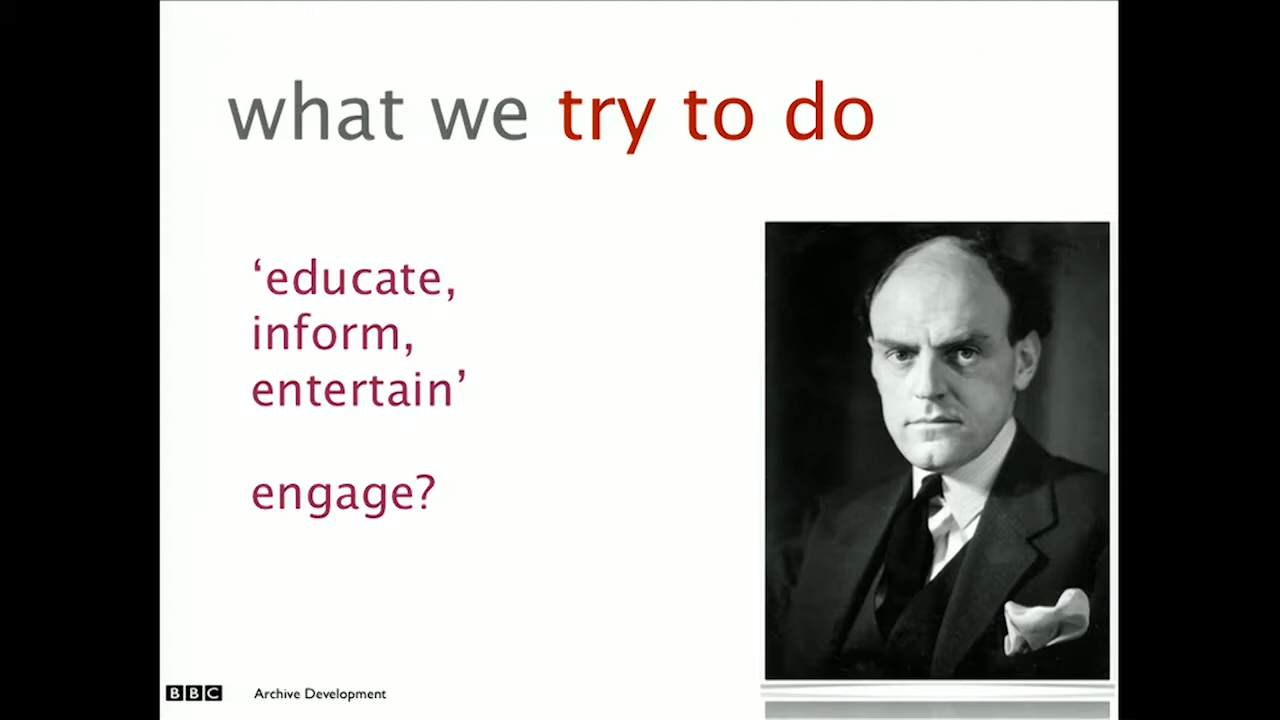 what we try to do
‘educate,
inform,
entertain’
engage?
BBC Archive Development